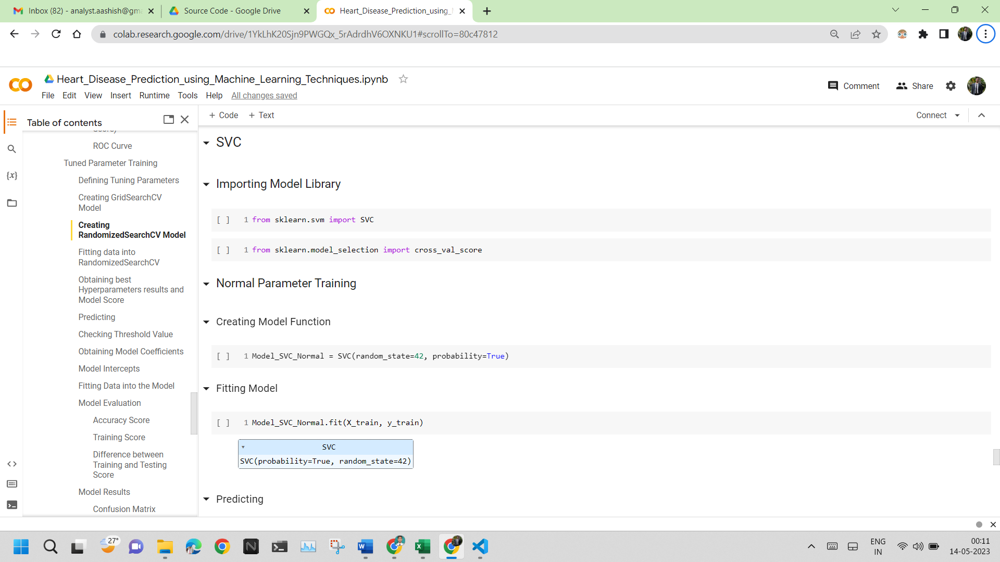 Inbox (82) - analyst.aashish@gm
Source Code - Google Drive
Heart_Disease_Prediction_using_
colab.research.google.com/drive/1YkLhK20Sjn9PWGQx_5rAdrdhV6OXNKU1#scrollTo=80c47812
Heart_Disease_Prediction_using_Machine_Learning_Techniques.ipynb
File Edit View Insert Runtime Tools Help All changes saved
Comment
Share
Table of contents
+ Code + Text
Connect
ROC Curve
Tuned Parameter Training
Defining Tuning Parameters
Creating GridSearchCV
Model
Creating
RandomizedSearchCV Model
Fitting data into
RandomizedSearchCV
Obtaining best
Hyperparameters results and
Model Score
Predicting
Checking Threshold Value
Obtaining Model Coefficients
Model Intercepts
Fitting Data into the Model
Model Evaluation
Accuracy Score
Training Score
Difference between
Training and Testing
Score
Model Results
Confusion Matrix
SVC
Importing Model Library
[ ] 1 from sklearn.svm import SVC
[ ] 1 from sklearn.model_selection import cross_val_score
Normal Parameter Training
Creating Model Function
[ ] 1 Model_SVC_Normal = SVC(random_state=42, probability=True)
Fitting Model
[ ] 1 Model_SVC_Normal.fit(X_train, y_train)
SVC
SVC(probability=True, random_state=42)
Predicting
27°
ENG
IN
00:11
14-05-2023